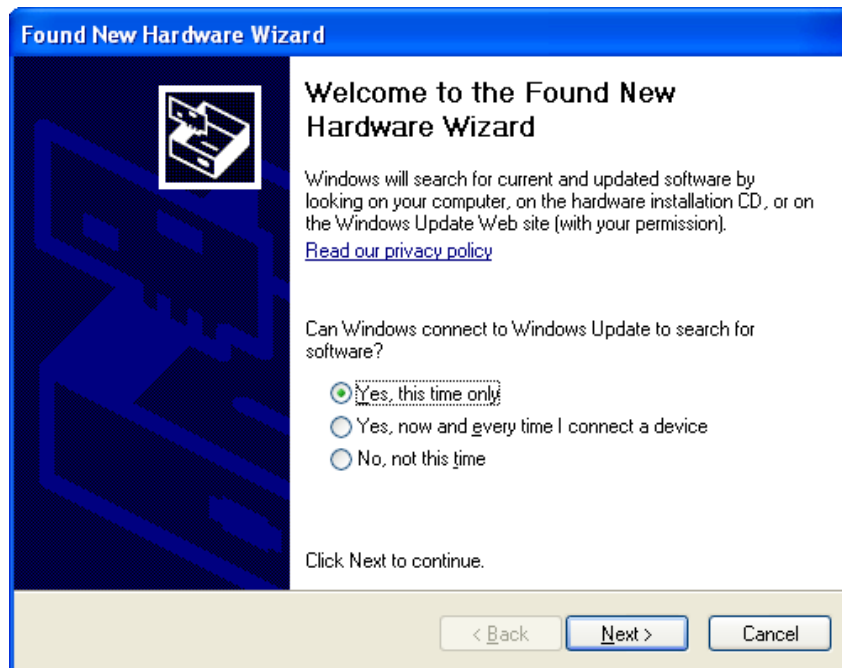 Found New Hardware Wizard
Welcome to the Found New
Hardware Wizard
Windows will search for current and updated software by
looking on your computer, on the hardware installation CD, or on
the Windows Update Web site (with your permission).
Read our privacy policy
Can Windows connect to Windows Update to search for
software?
Yes, this time only
Yes, now and every time I connect a device
No, not this time
Click Next to continue.
< Back
Next >
Cancel